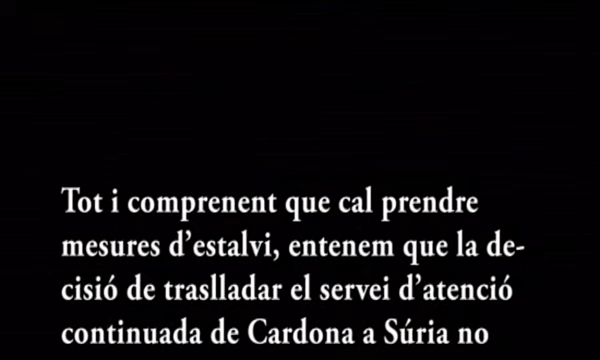 Tot i comprenent que cal prendre
mesures d’estalvi, entenem que la de-
cisió de traslladar el servei d’atenció
continuada de Cardona a Súria no